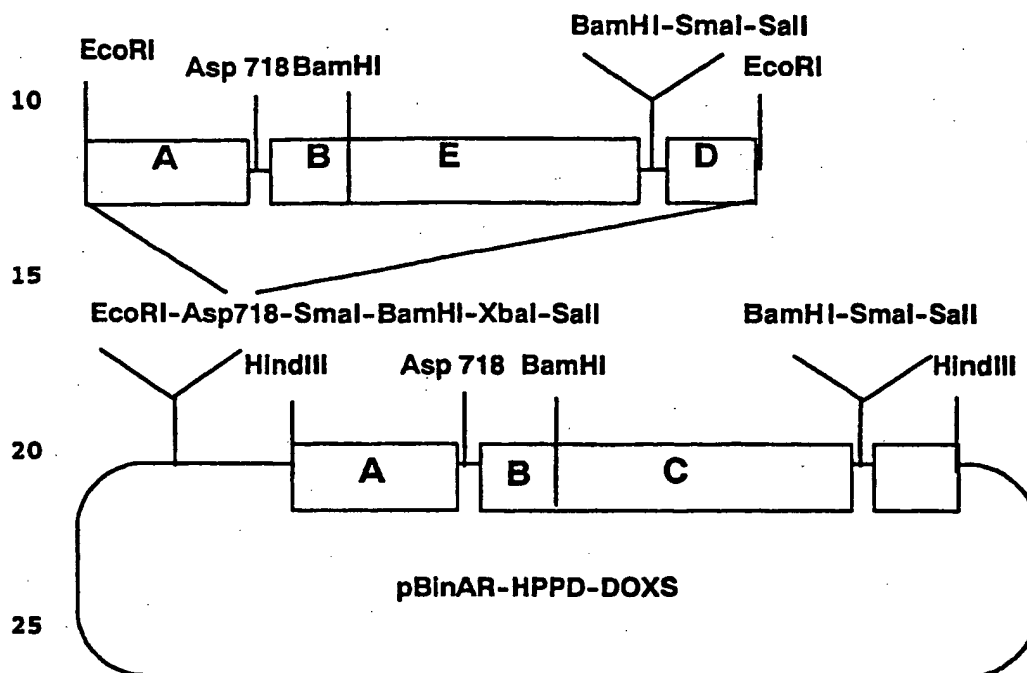 BamHI-SmaI-SalI
EcoRI
Asp 718 BamHI
EcoRI
10
A
B
E
D
15
EcoRI-Asp718-SmaI-BamHI-XbaI-SalI
BamHI-SmaI-SalI
HindIII
Asp 718 BamHI
HindIII
20
A
B
C
pBinAR-HPPD-DOXS
25